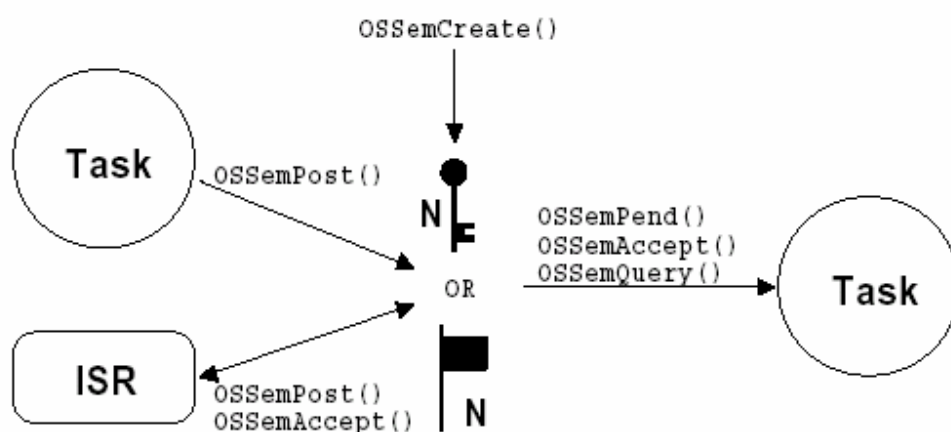 OSSemCreate()
Task
OSSemPost()
N
OSSemPend()
OSSemAccept()
OSSemQuery()
OR
Task
ISR
OSSemPost()
OSSemAccept()
N